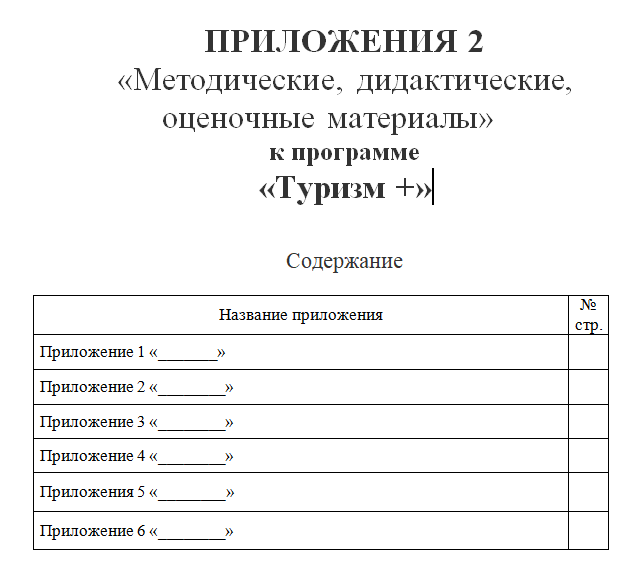 ПРИЛОЖЕНИЯ 2
«Методические, дидактические,
оценочные материалы»
к программе
«Туризм +»
Содержание
Название приложения
№
стр.
Приложение 1 «_______»
Приложение 2 «________»
Приложение 3 «________»
Приложение 4 «________»
Приложения 5 «________»
Приложение 6 «________»